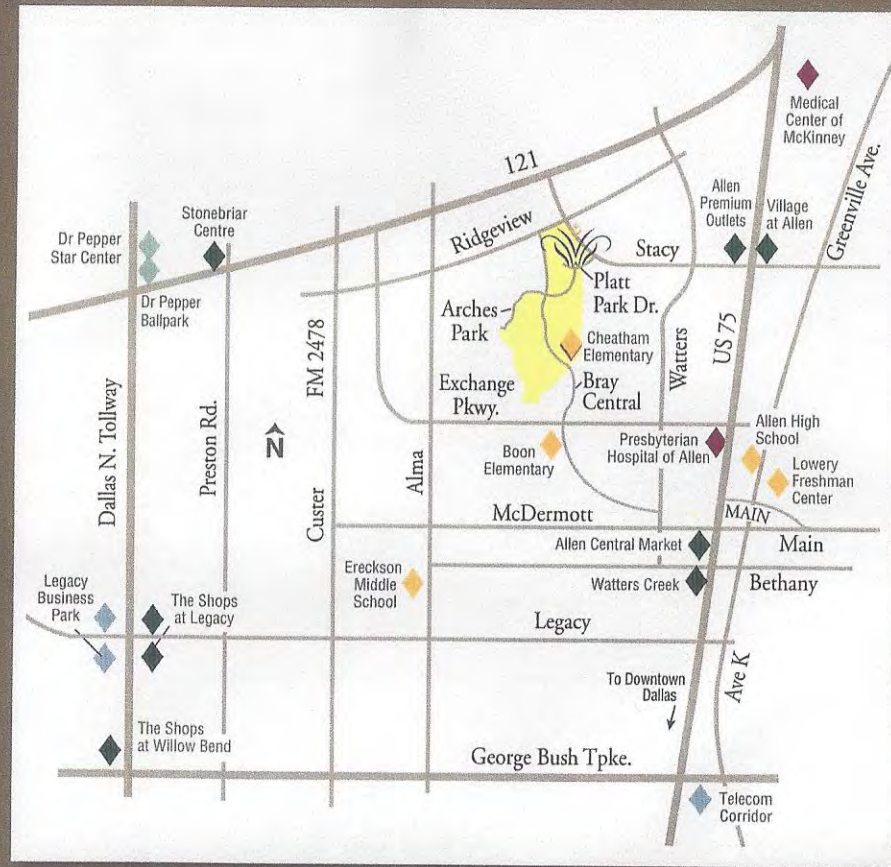 Medical
Center of
McKinney
121
Greenville Ave.
Stonebriar
Centre
Dr Pepper
Star Center
Allen
Premium
Outlets
Village
at Allen
Ridgeview
Stacy
Dr Pepper
Ballpark
Platt
Park Dr.
Arches
Park
FM 2478
US 75
Cheatham
Elementary
Watters
Exchange
Pkwy.
Bray
Central
Dallas N. Tollway
Preston Rd.
N
Custer
Alma
Boon
Elementary
Presbyterian
Hospital of Allen
Allen High
School
Lowery
Freshman
Center
McDermott
MAIN
Main
Allen Central Market
Ereckson
Middle
School
Watters Creek
Bethany
Legacy
Business
Park
The Shops
at Legacy
Legacy
To Downtown
Dallas
Ave K
The Shops
at Willow Bend
George Bush Tpke.
Telecom
Corridor